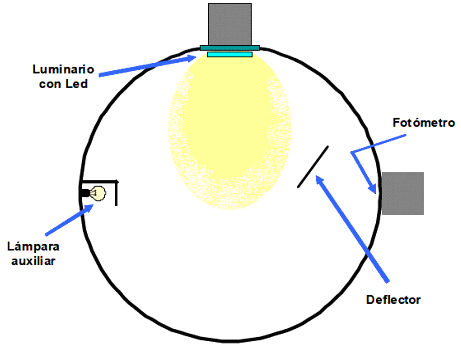 Luminario
con Led
Fotómetro
Lámpara
auxiliar
Deflector